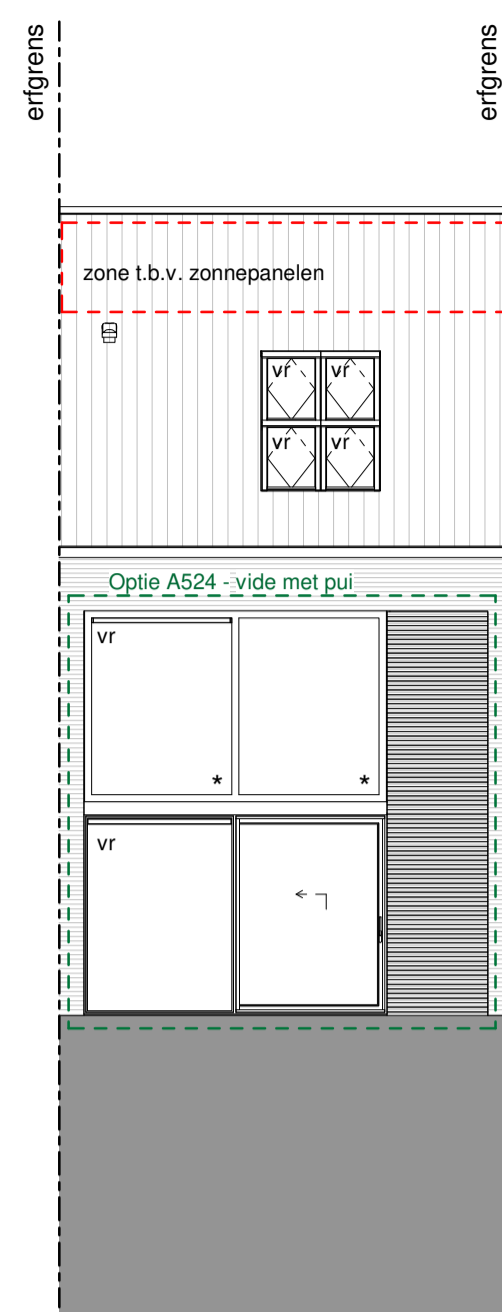 erfgrens
erfgrens
zone t.b.v. zonnepanelen
vr vr
vr vr
Optie A524 - vide met pui
vr
* *
vr